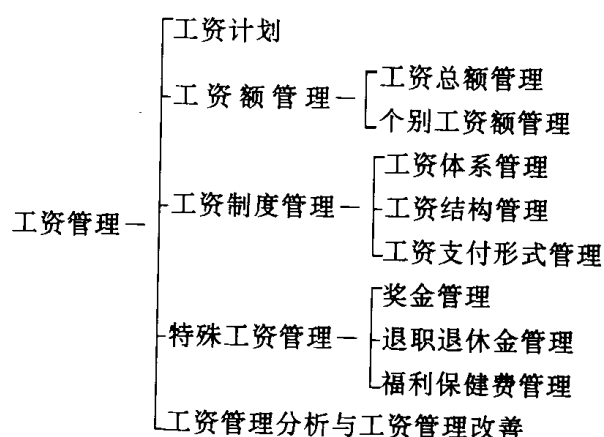 工资计划
工资额管理
工资总额管理
个别工资额管理
工资管理
工资制度管理
工资体系管理
工资结构管理
工资支付形式管理
特殊工资管理
奖金管理
退职退休金管理
福利保健费管理
工资管理分析与工资管理改善